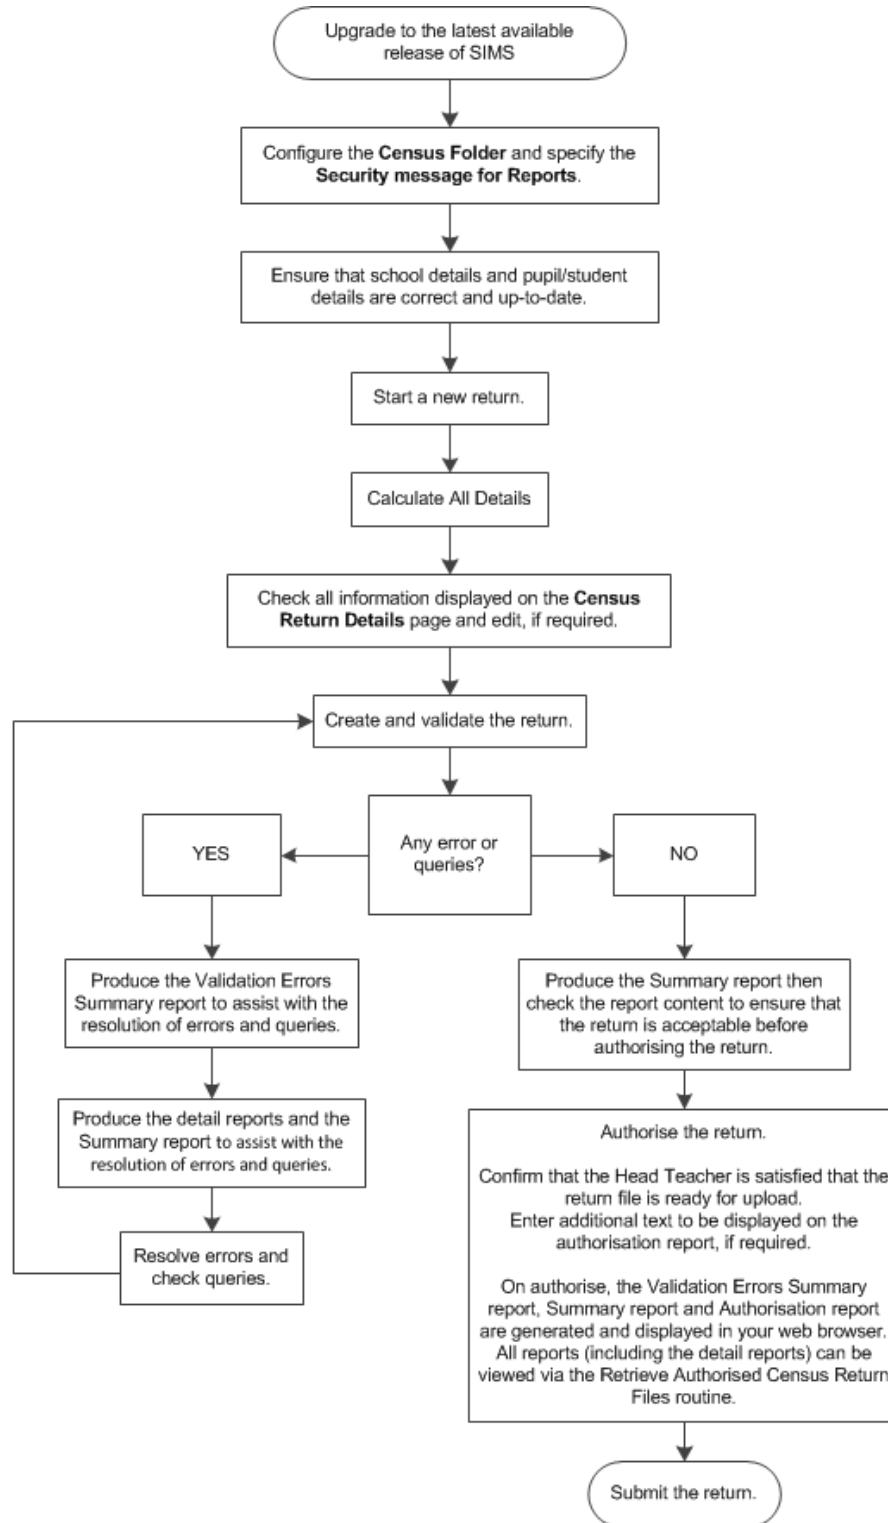 Upgrade to the latest available
release of SIMS
Configure the Census Folder and specify the
Security message for Reports.
Ensure that school details and pupil/student
details are correct and up-to-date.
Start a new return.
Calculate All Details
Check all information displayed on the Census
Return Details page and edit, if required.
Create and validate the return.
Any error or
queries?
YES
NO
Produce the Validation Errors
Summary report to assist with the
resolution of errors and queries.
Produce the detail reports and the
Summary report to assist with the
resolution of errors and queries.
Resolve errors and
check queries.
Produce the Summary report then
check the report content to ensure that
the return is acceptable before
authorising the return.
Authorise the return.
Confirm that the Head Teacher is satisfied that the
return file is ready for upload.
Enter additional text to be displayed on the
authorisation report, if required.
On authorise, the Validation Errors Summary
report, Summary report and Authorisation report
are generated and displayed in your web browser.
All reports (including the detail reports) can be
viewed via the Retrieve Authorised Census Return
Files routine.
Submit the return.